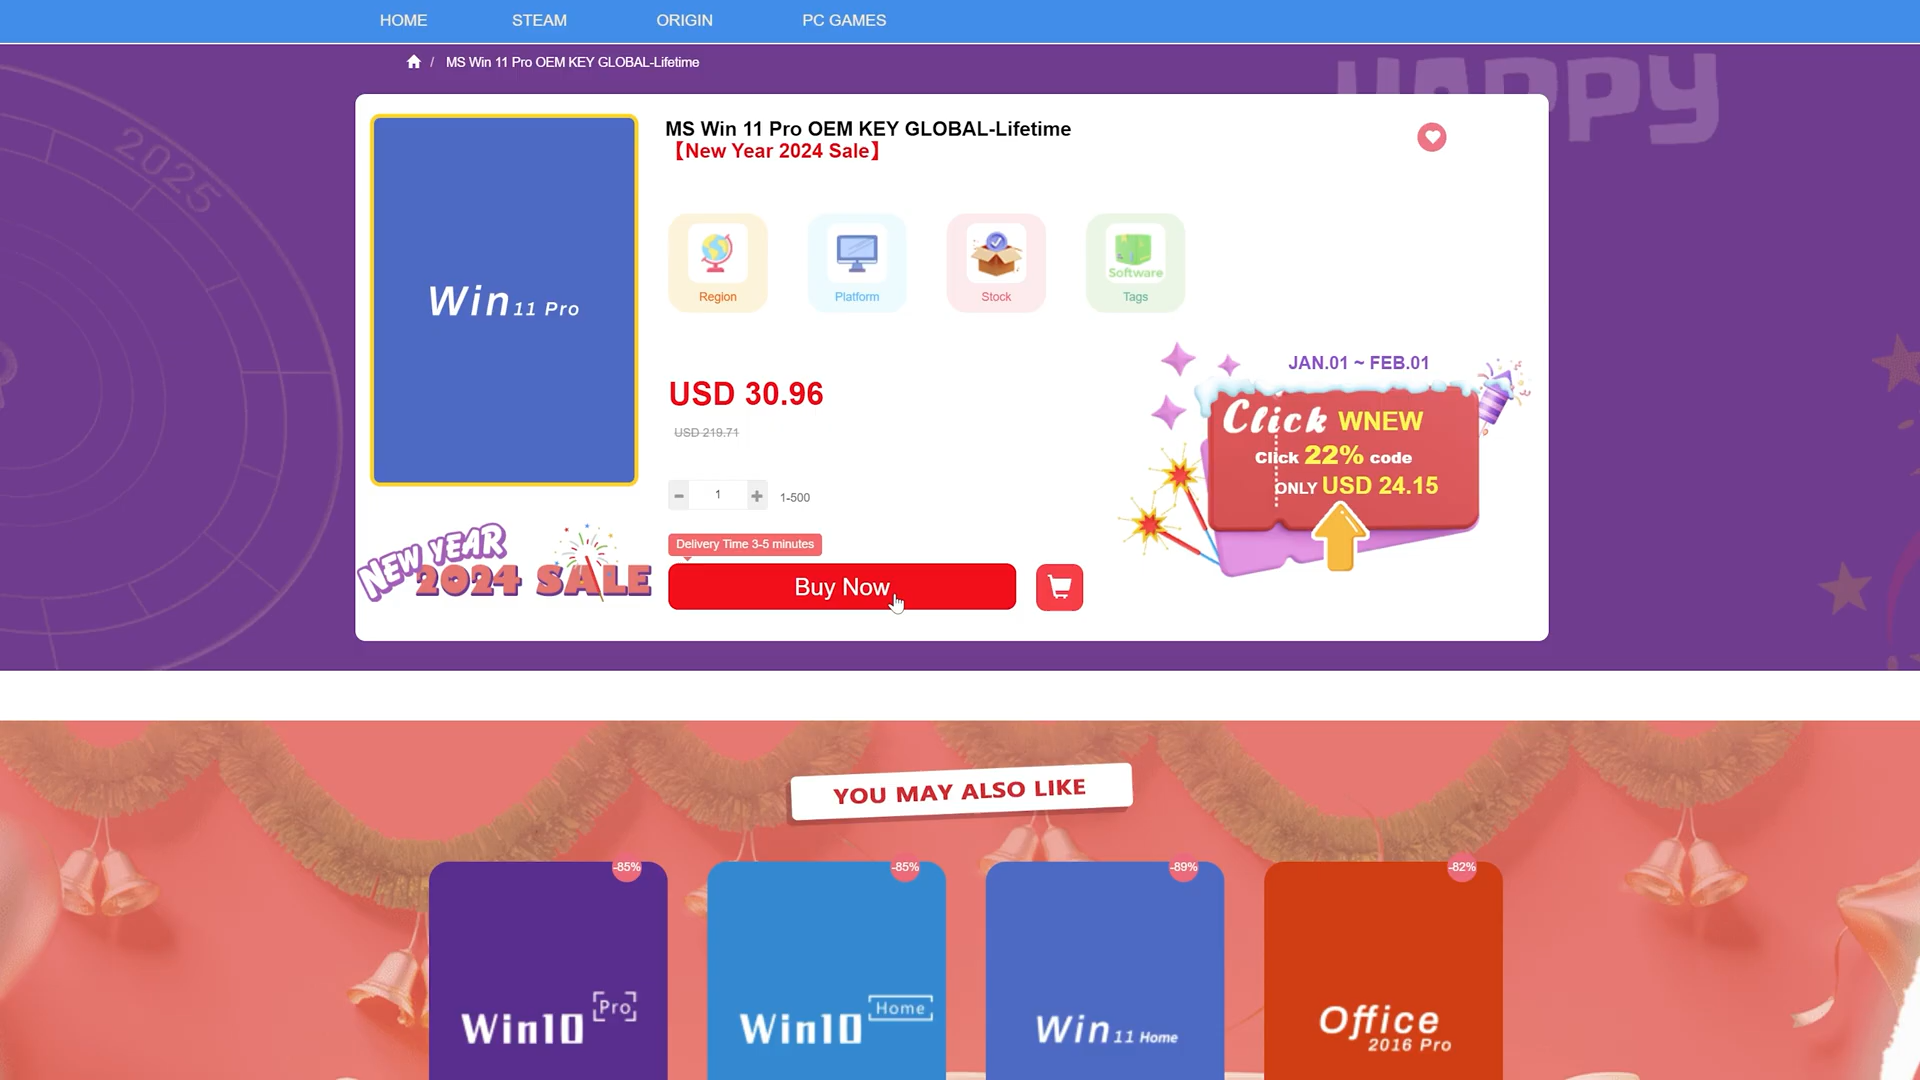 HOME STEAM ORIGIN PC GAMES
/ MS Win 11 Pro OEM KEY GLOBAL-Lifetime
HAPPY
2025
Win 11 Pro
MS Win 11 Pro OEM KEY GLOBAL-Lifetime
【New Year 2024 Sale】
Software
Region Platform Stock Tags
JAN.01 ~ FEB.01
USD 30.96
USD 219.71
Click WNEW
Click 22% code
ONLY USD 24.15
1 1-500
Delivery Time 3-5 minutes
Buy Now
NEW YEAR
2024 SALE
YOU MAY ALSO LIKE
-85% -85% -89% -82%
Win10 Pro
Win10 Home
Win 11 Home
Office
2016 Pro